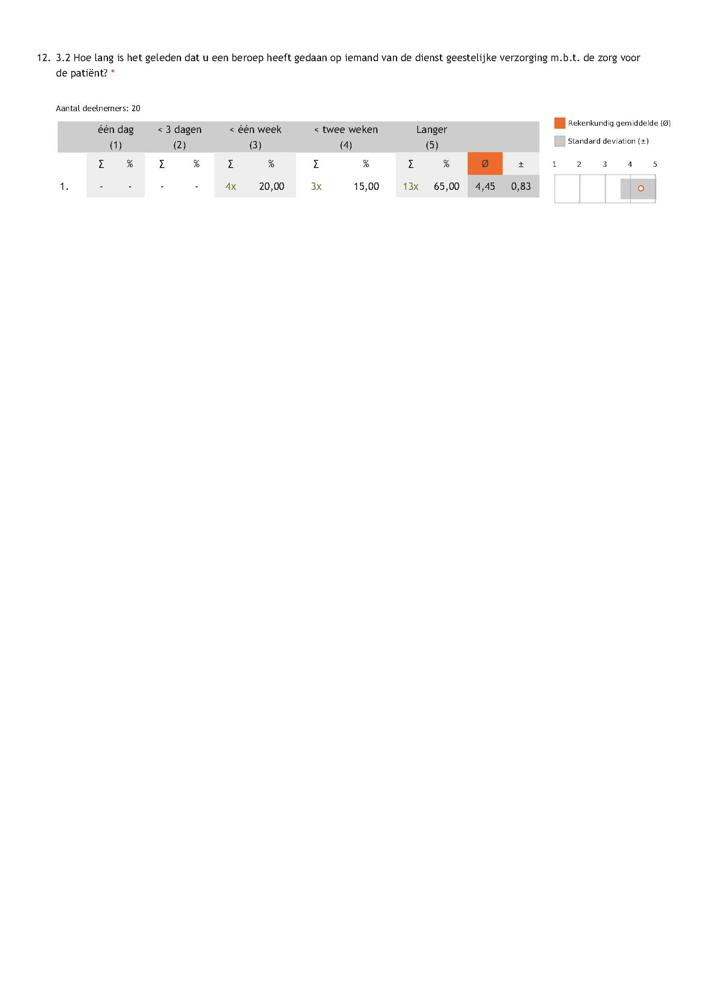 12. 3.2 Hoe lang is het geleden dat u een beroep heeft gedaan op iemand van de dienst geestelijke verzorging m.b.t. de zorg voor
de patiënt? *
Aantal deelnemers: 20
één dag < 3 dagen < één week < twee weken Langer
(1) (2) (3) (4) (5)
Σ % Σ % Σ % Σ % Σ % Ø ±
1. - - - - 4x 20,00 3x 15,00 13x 65,00 4,45 0,83
Rekenkundig gemiddelde (Ø)
Standard deviation (±)
1 2 3 4 5